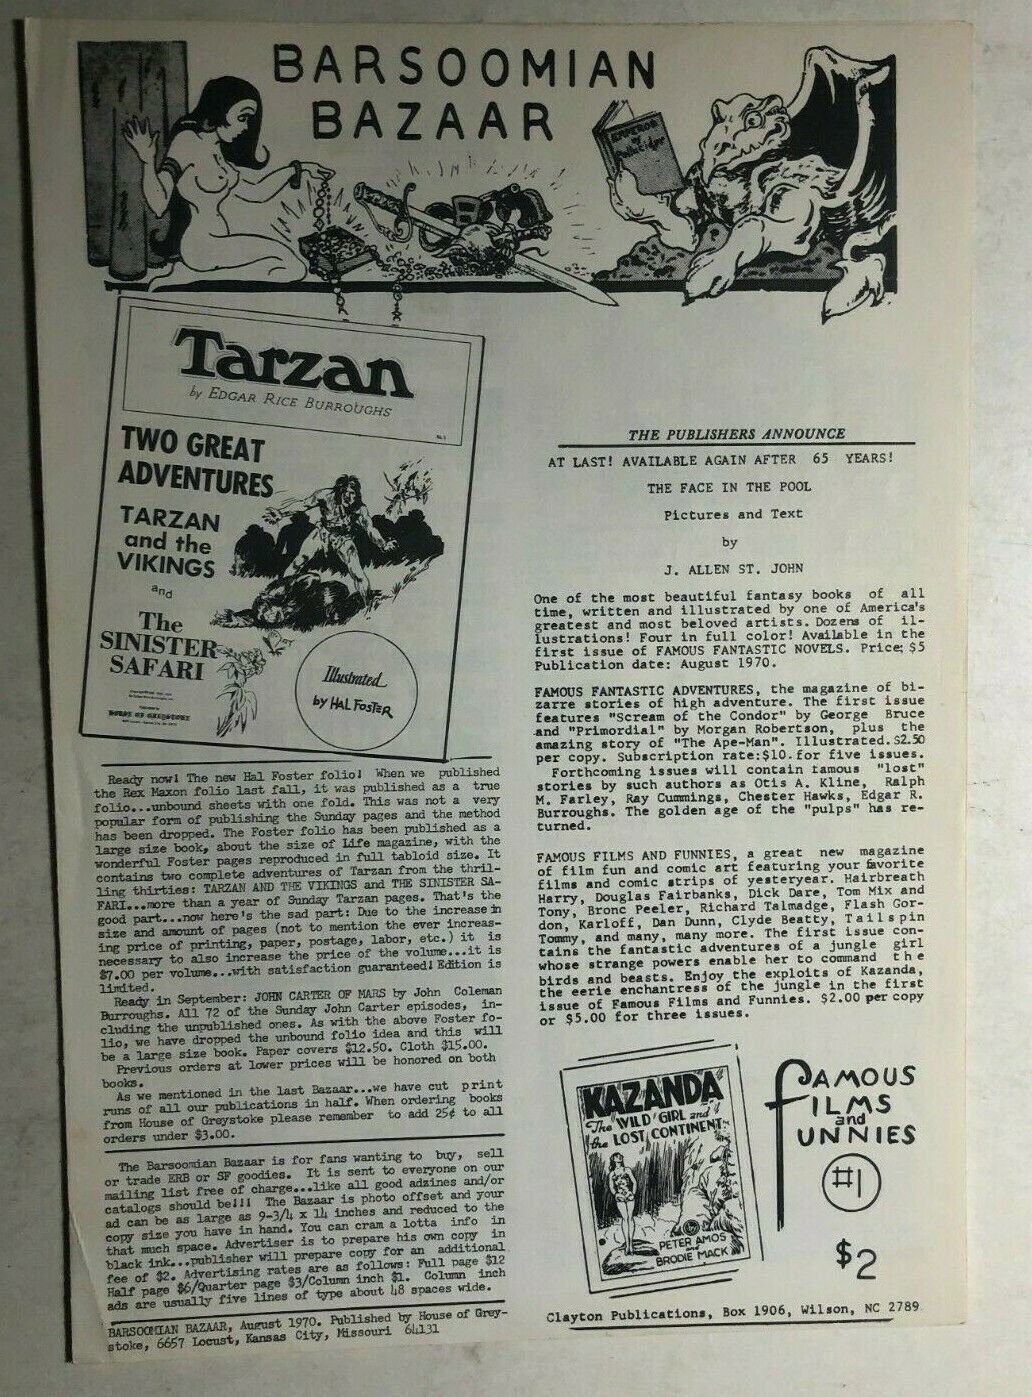 BARSOOMIAN
BAZAAR
EMPEROR
of
Tarzan
by EDGAR RICE BURROUGHS
TWO GREAT
ADVENTURES
TARZAN
and the
VIKINGS
and
The
SINISTER
SAFARI
HOUSE OF GREYSTOKE
Illustrated
by HAL FOSTER
Ready now! The new Hal Foster folio! When we published
the Rex Maxon folio last fall, it was published as a true
folio...unbound sheets with one fold. This was not a very
popular form of publishing the Sunday pages and the method
has been dropped. The Foster folio has been published as a
large size book, about the size of Life magazine, with the
wonderful Foster pages reproduced in full tabloid size. It
contains two complete adventures of Tarzan from the thril-
ling thirties: TARZAN AND THE VIKINGS and THE SINISTER SA-
FARI...more than a year of Sunday Tarzan pages. That's the
good part...now here's the sad part: Due to the increase in
size and amount of pages (not to mention the ever increas-
ing price of printing, paper, postage, labor, etc.) it is
necessary to also increase the price of the volume...it is
$7.00 per volume...with satisfaction guaranteed! Edition is
limited.
Ready in September: JOHN CARTER OF MARS by John Coleman
Burroughs. All 72 of the Sunday John Carter episodes, in-
cluding the unpublished ones. As with the above Foster fo-
lio, we have dropped the unbound folio idea and this will
be a large size book. Paper covers $12.50. Cloth $15.00.
Previous orders at lower prices will be honored on both
books.
As we mentioned in the last Bazaar...we have cut print
runs of all our publications in half. When ordering books
from House of Greystoke please remember to add 25¢ to all
orders under $3.00.
The Barsoomian Bazaar is for fans wanting to buy, sell
or trade ERB or SF goodies. It is sent to everyone on our
mailing list free of charge...like all good adzines and/or
catalogs should be!!! The Bazaar is photo offset and your
ad can be as large as 9-3/4 x 14 inches and reduced to the
copy size you have in hand. You can cram a lotta info in
that much space. Advertiser is to prepare his own copy in
black ink...publisher will prepare copy for an additional
fee of $2. Advertising rates are as follows: Full page $12
Half page $6/Quarter page $3/Column inch $1. Column inch
ads are usually five lines of type about 48 spaces wide.
BARSOOMIAN BAZAAR, August 1970. Published by House of Grey-
stoke, 6657 Locust, Kansas City, Missouri 64131
THE PUBLISHERS ANNOUNCE
AT LAST! AVAILABLE AGAIN AFTER 65 YEARS!
THE FACE IN THE POOL
Pictures and Text
by
J. ALLEN ST. JOHN
One of the most beautiful fantasy books of all
time, written and illustrated by one of America's
greatest and most beloved artists. Dozens of il-
lustrations! Four in full color! Available in the
first issue of FAMOUS FANTASTIC NOVELS. Price: $5
Publication date: August 1970.
FAMOUS FANTASTIC ADVENTURES, the magazine of bi-
zarre stories of high adventure. The first issue
features "Scream of the Condor" by George Bruce
and "Primordial" by Morgan Robertson, plus the
amazing story of "The Ape-Man". Illustrated. $2.50
per copy. Subscription rate: $10. for five issues.
Forthcoming issues will contain famous "lost"
stories by such authors as Otis A. Kline, Ralph
M. Farley, Ray Cummings, Chester Hawks, Edgar R.
Burroughs. The golden age of the "pulps" has re-
turned.
FAMOUS FILMS AND FUNNIES, a great new magazine
of film fun and comic art featuring your favorite
films and comic strips of yesteryear. Hairbreath
Harry, Douglas Fairbanks, Dick Dare, Tom Mix and
Tony, Bronc Peeler, Richard Talmadge, Flash Gor-
don, Karloff, Dan Dunn, Clyde Beatty, Tailspin
Tommy, and many, many more. The first issue con-
tains the fantastic adventures of a jungle girl
whose strange powers enable her to command the
birds and beasts. Enjoy the exploits of Kazanda,
the eerie enchantress of the jungle in the first
issue of Famous Films and Funnies. $2.00 per copy
or $5.00 for three issues.
KAZANDA
The 'WILD' GIRL and
the LOST CONTINENT
PETER AMOS
and
BRODIE MACK
FAMOUS
FILMS
and
FUNNIES
#1
$2
Clayton Publications, Box 1906, Wilson, NC 2789